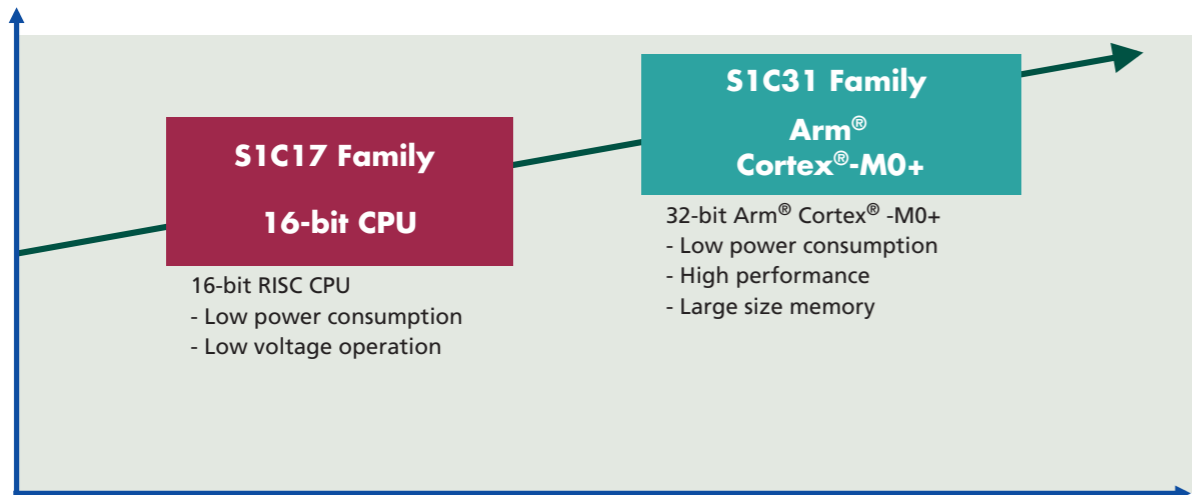 S1C17 Family
16-bit CPU
16-bit RISC CPU
- Low power consumption
- Low voltage operation
S1C31 Family
Arm®
Cortex®-M0+
32-bit Arm® Cortex® -M0+
- Low power consumption
- High performance
- Large size memory